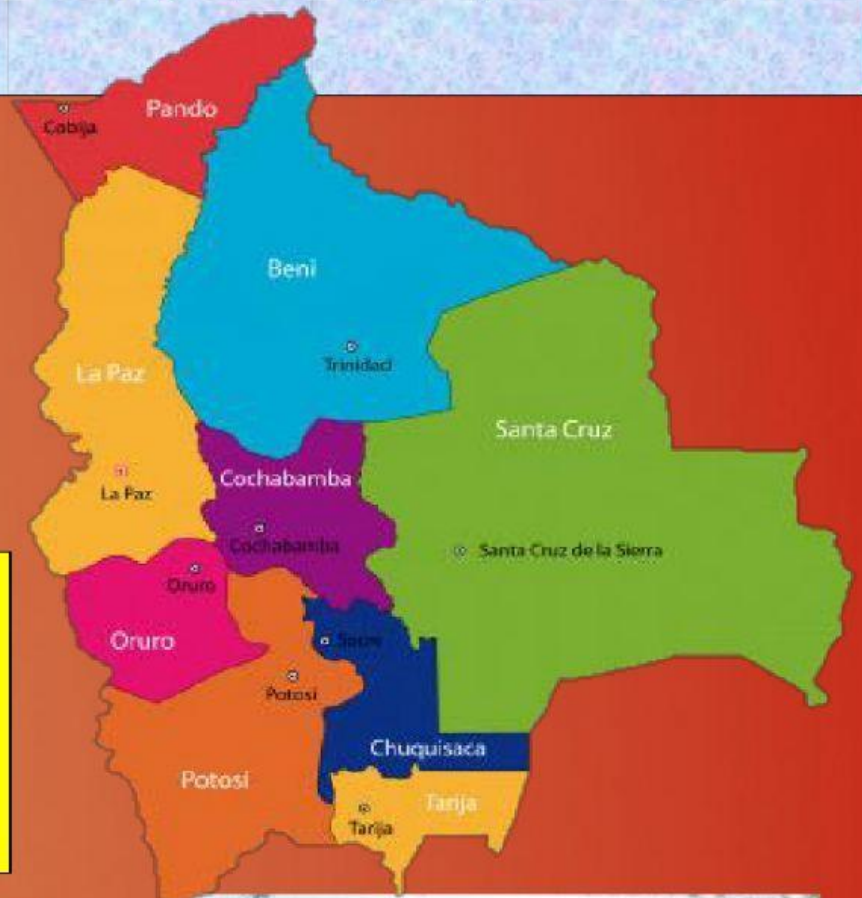 Pando
Cobija
Beni
Trinidad
La Paz
La Paz
Santa Cruz
Cochabamba
Cochabamba
Santa Cruz de la Sierra
Oruro
Oruro
Sucre
Potosí
Chuquisaca
Potosí
Tarija
Tarija